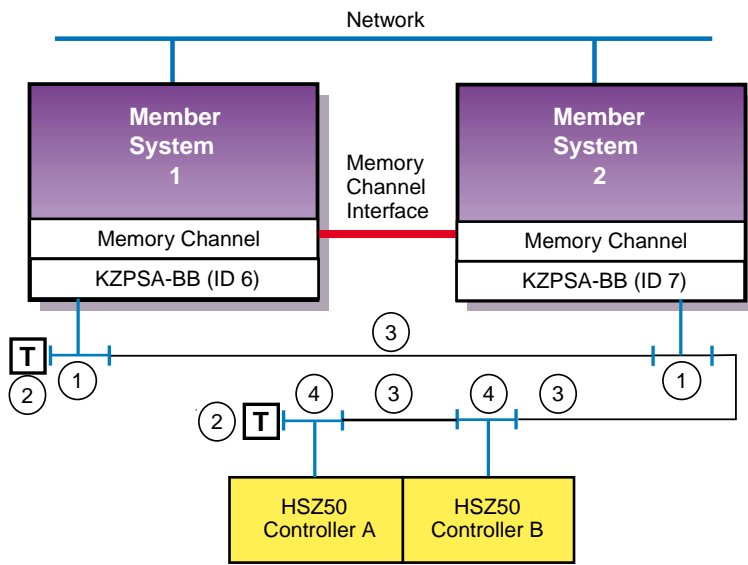 Network
Member
System
1
Memory
Channel
Interface
Member
System
2
Memory Channel
Memory Channel
KZPSA-BB (ID 6)
KZPSA-BB (ID 7)
3
T
2
1
1
2
T
4
3
4
3
HSZ50
Controller A
HSZ50
Controller B